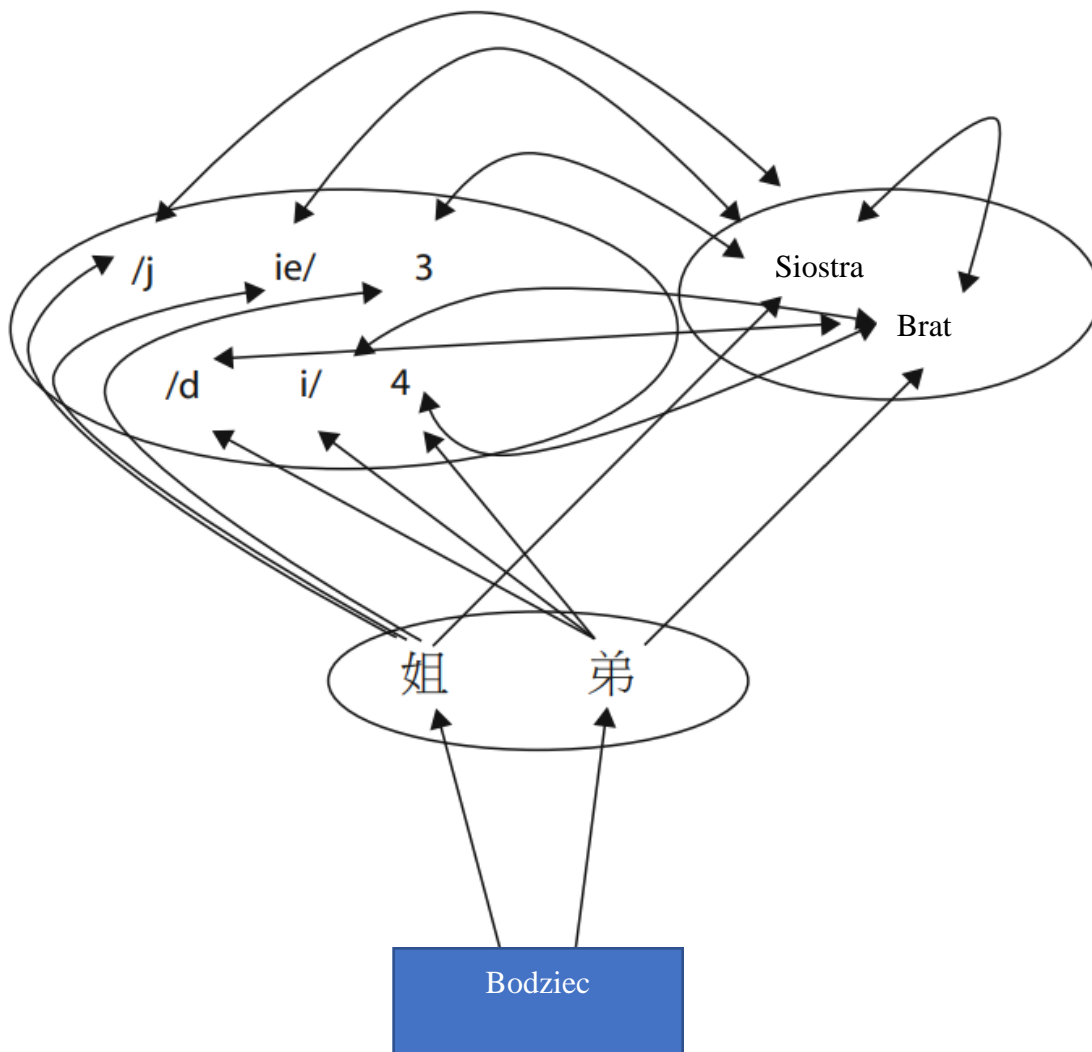 /j ie/ 3
Siostra
Brat
/d i/ 4
姐 弟
Bodziec